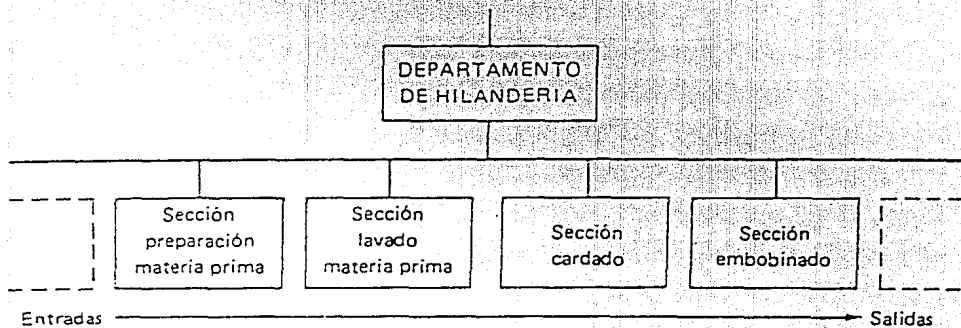 DEPARTAMENTO
DE HILANDERIA
Sección
preparación
materia prima
Sección
lavado
materia prima
Sección
cardado
Sección
embobinado
Entradas
Salidas